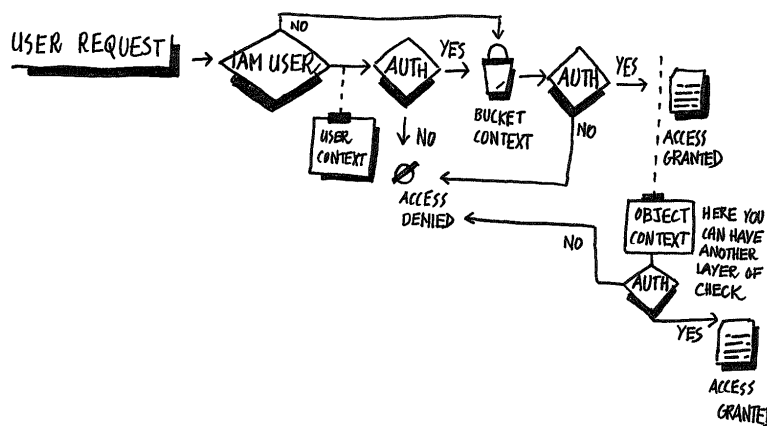 USER REQUEST
NO
IAM USER
AUTH
YES
BUCKET
CONTEXT
AUTH
YES
NO
ACCESS
GRANTED
USER
CONTEXT
NO
ACCESS
DENIED
OBJECT
CONTEXT
HERE YOU
CAN HAVE
ANOTHER
LAYER OF
CHECK
NO
AUTH
YES
ACCESS
GRANTED